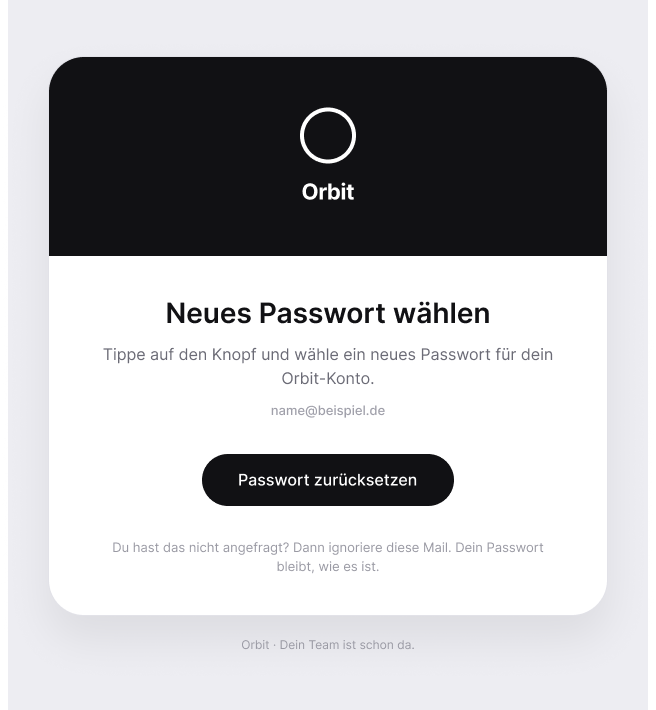 Orbit
Neues Passwort wählen
Tippe auf den Knopf und wähle ein neues Passwort für dein
Orbit-Konto.
name@beispiel.de
Passwort zurücksetzen
Du hast das nicht angefragt? Dann ignoriere diese Mail. Dein Passwort
bleibt, wie es ist.
Orbit · Dein Team ist schon da.